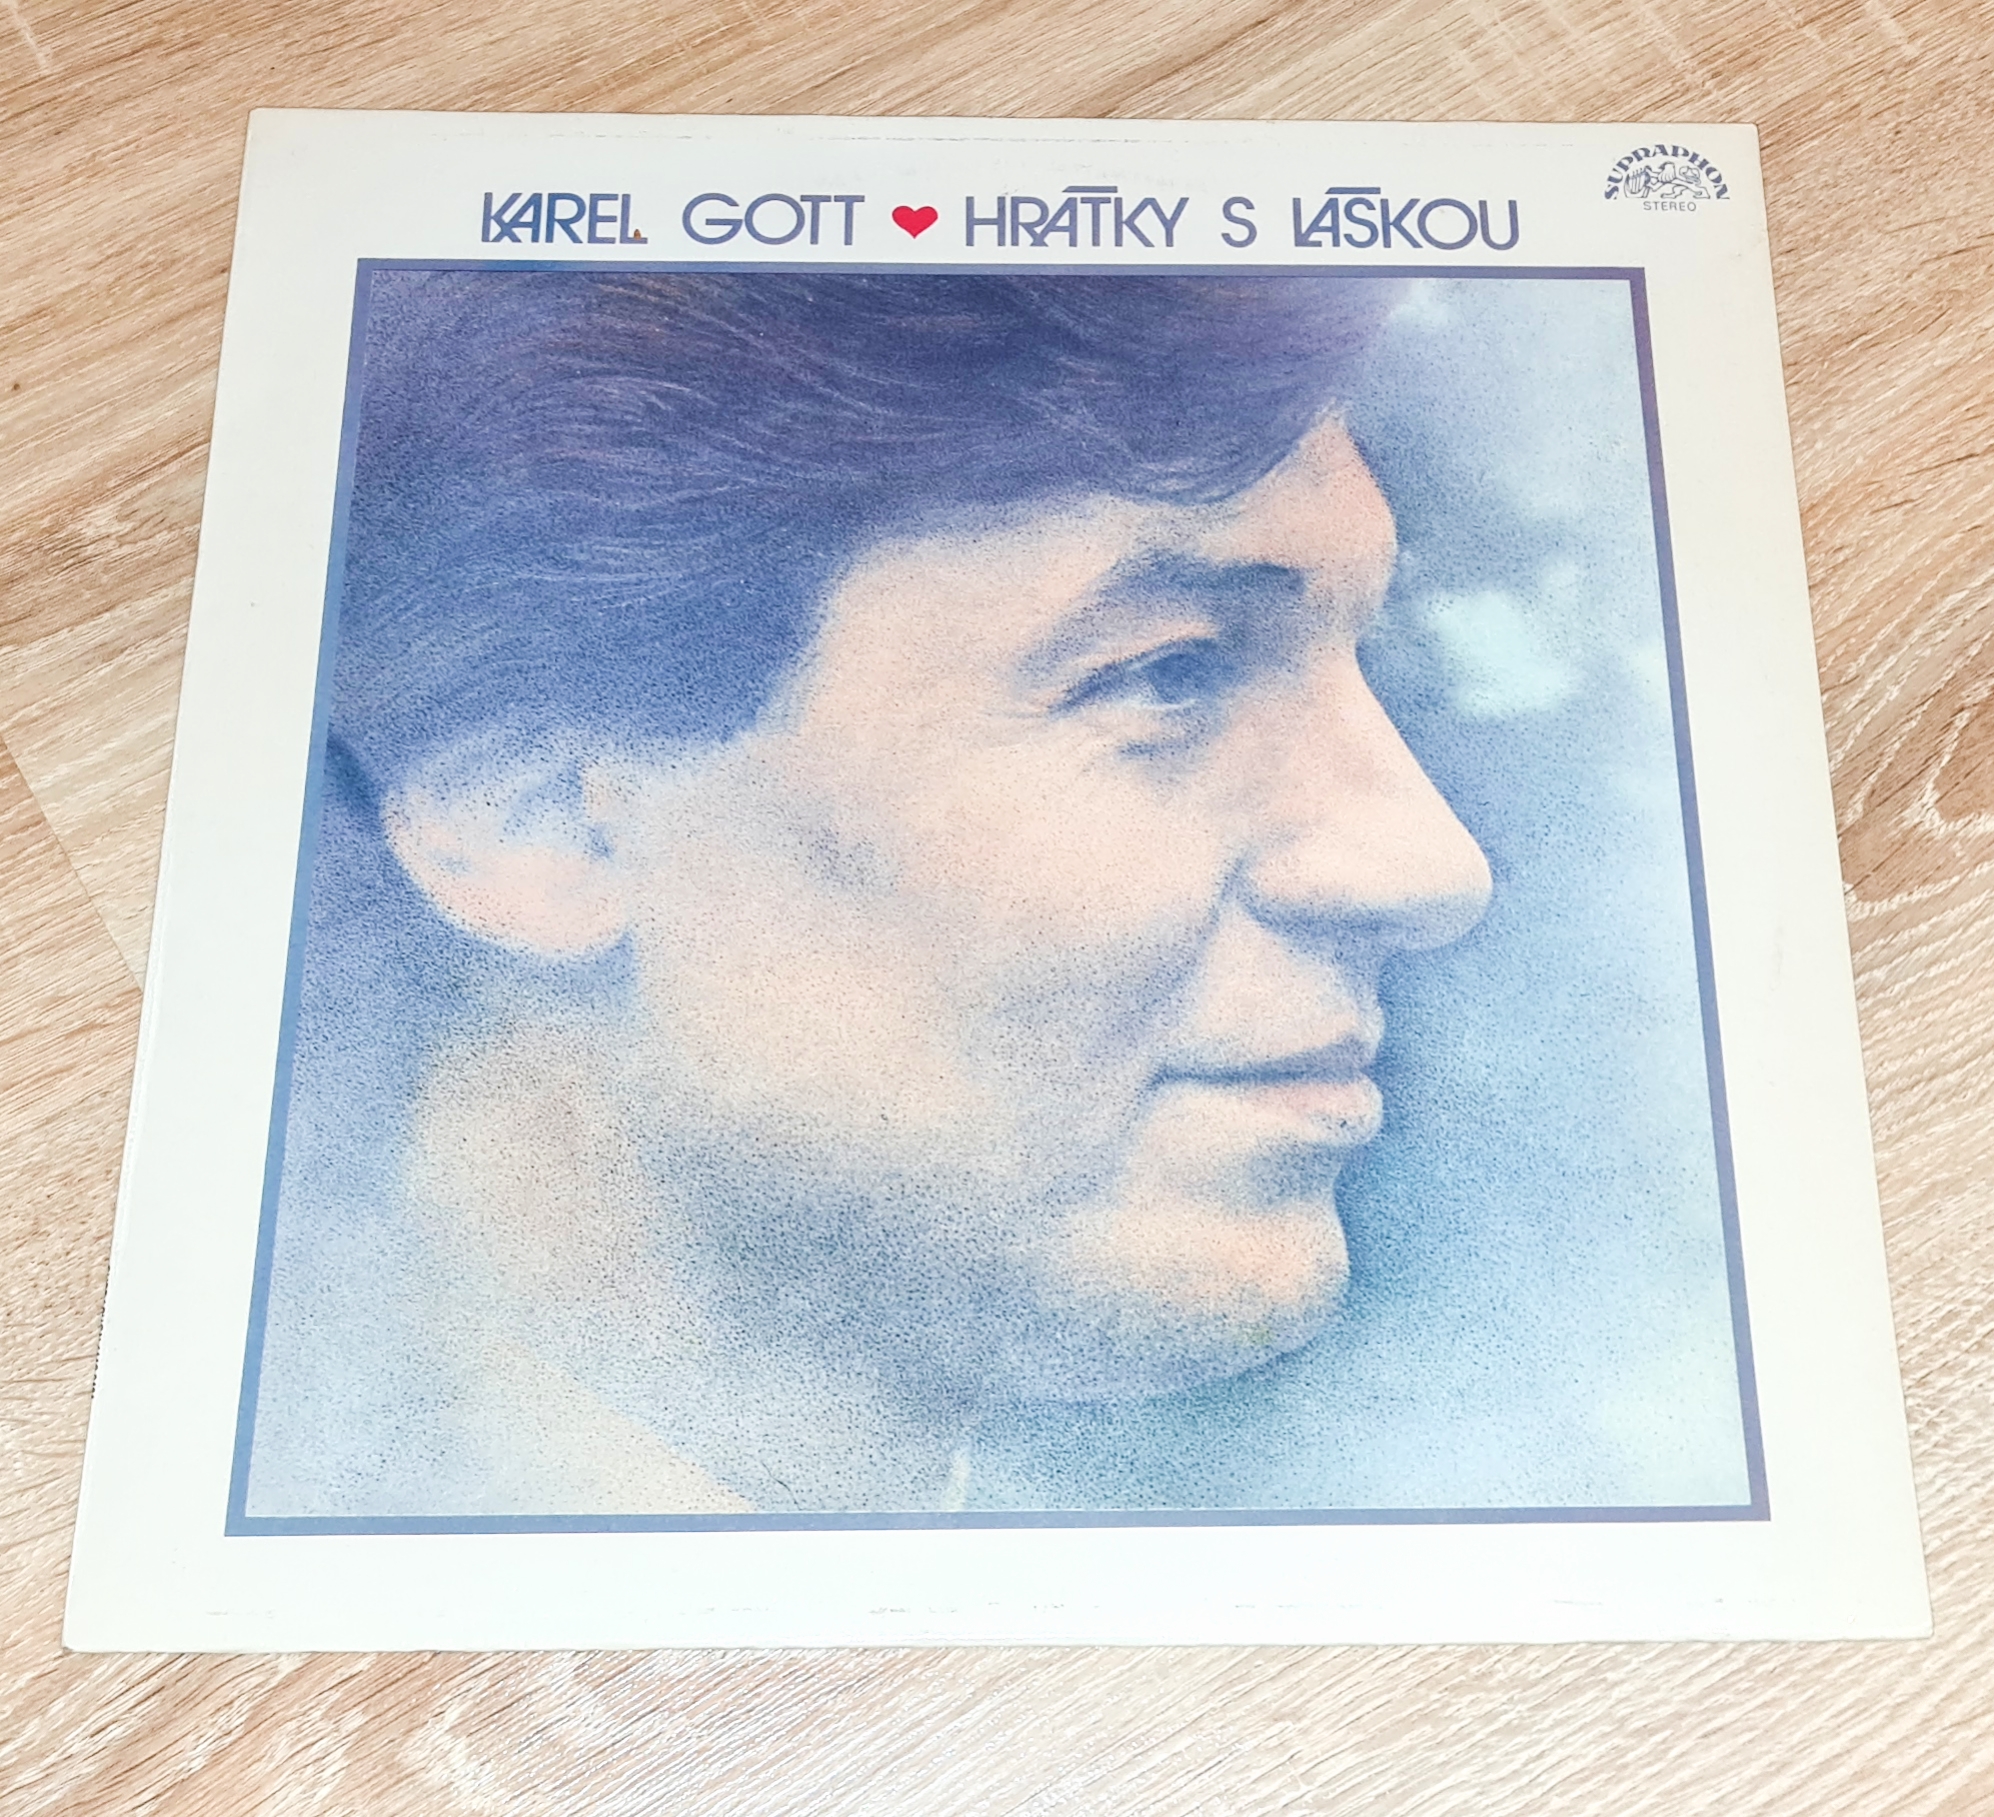 SUPRAPHON
STEREO
KAREL GOTT ♥ HRÁTKY S LÁSKOU